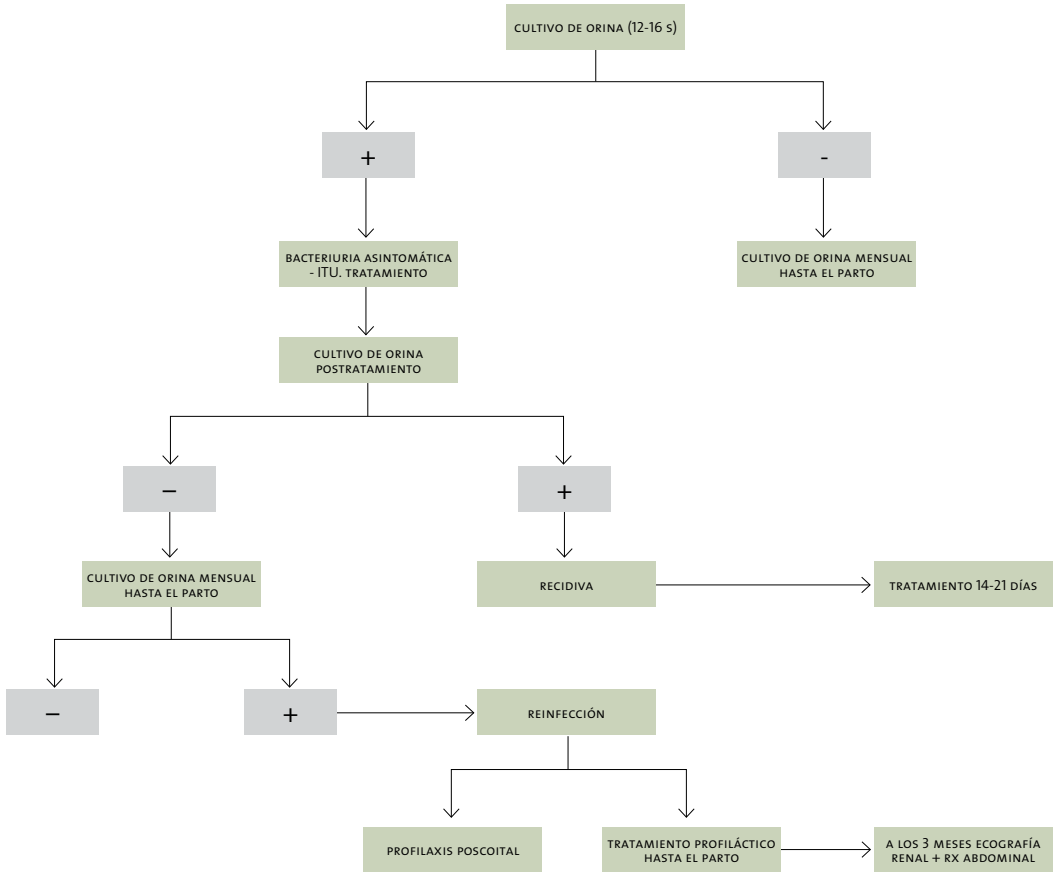 CULTIVO DE ORINA (12-16 S)
+
-
BACTERIURIA ASINTOMÁTICA
- ITU. TRATAMIENTO
CULTIVO DE ORINA MENSUAL
HASTA EL PARTO
CULTIVO DE ORINA
POSTRATAMIENTO
–
+
CULTIVO DE ORINA MENSUAL
HASTA EL PARTO
RECIDIVA
TRATAMIENTO 14-21 DÍAS
–
+
REINFECCIÓN
PROFILAXIS POSCOITAL
TRATAMIENTO PROFILÁCTICO
HASTA EL PARTO
A LOS 3 MESES ECOGRAFÍA
RENAL + RX ABDOMINAL